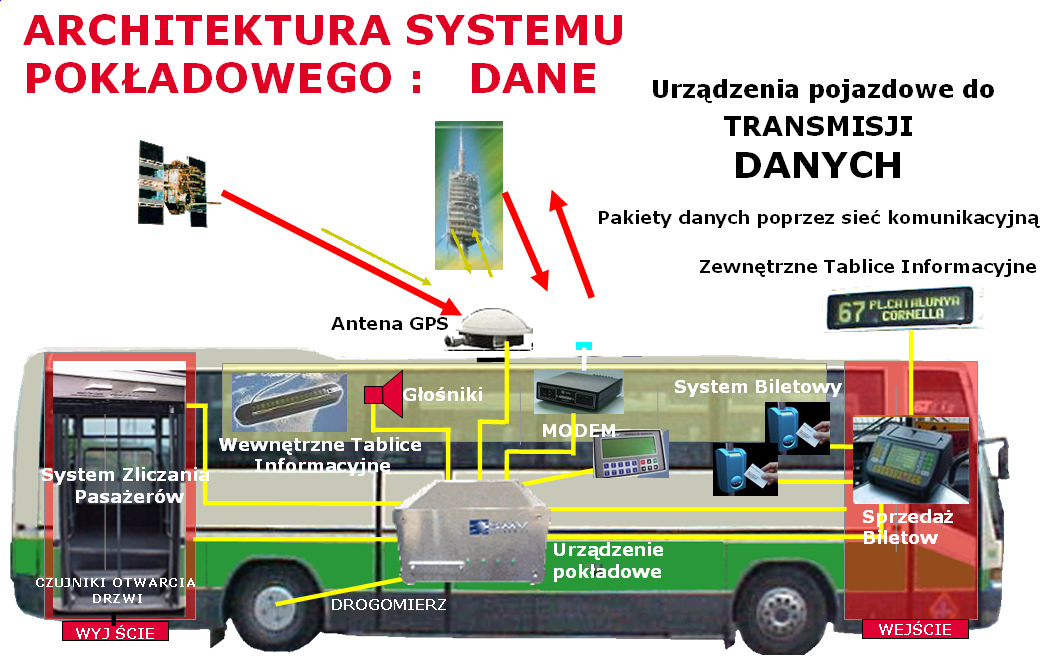 ARCHITEKTURA SYSTEMU
POKŁADOWEGO : DANE
Urządzenia pojazdowe do
TRANSMISJI
DANYCH
Pakiety danych poprzez sieć komunikacyjną
Zewnętrzne Tablice Informacyjne
67 PL.CATALUNYA
CORNELLA
Antena GPS
Głośniki
System Biletowy
MODEM
Wewnętrzne Tablice
Informacyjne
System Zliczania
Pasażerów
GMV
Sprzedaż
Biletow
Urządzenie
pokładowe
CZUJNIKI OTWARCIA
DRZWI
DROGOMIERZ
WYJ ŚCIE
WEJŚCIE